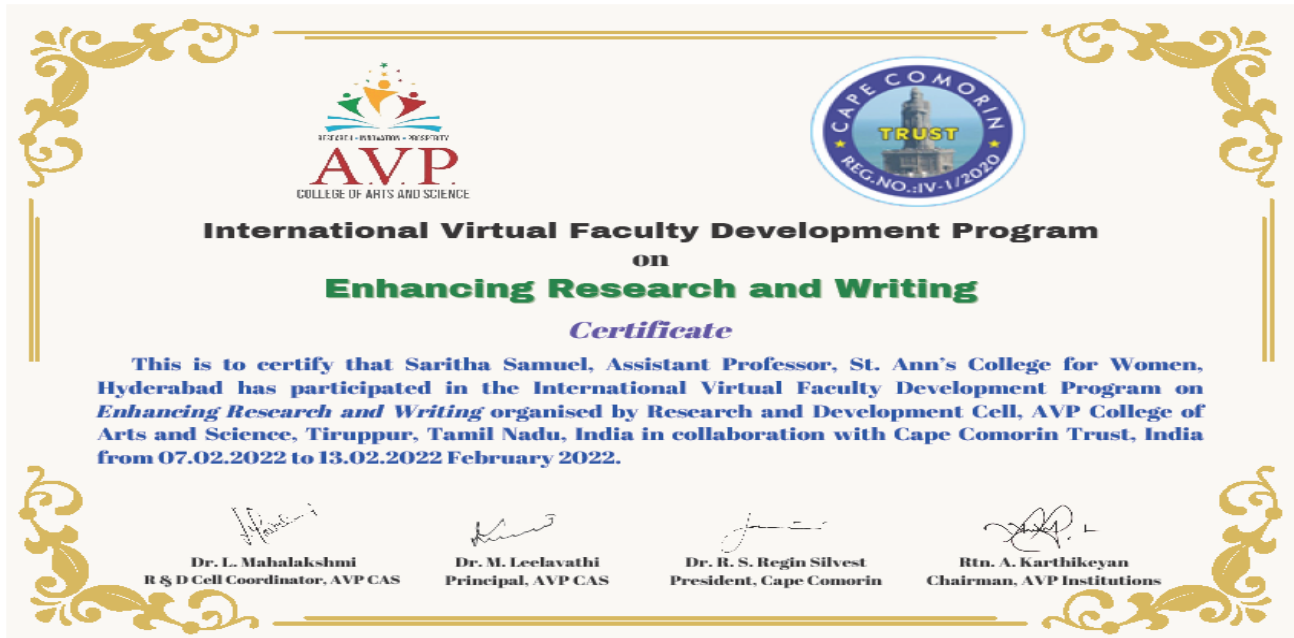 RESEARCH • INNOVATION • PROSPERITY
A.V.P.
COLLEGE OF ARTS AND SCIENCE
CAPE COMORIN
TRUST
REG.NO.:IV-1/2020
International Virtual Faculty Development Program
on
Enhancing Research and Writing
Certificate
This is to certify that Saritha Samuel, Assistant Professor, St. Ann's College for Women,
Hyderabad has participated in the International Virtual Faculty Development Program on
Enhancing Research and Writing organised by Research and Development Cell, AVP College of
Arts and Science, Tiruppur, Tamil Nadu, India in collaboration with Cape Comorin Trust, India
from 07.02.2022 to 13.02.2022 February 2022.
Dr. L. Mahalakshmi
R & D Cell Coordinator, AVP CAS
Dr. M. Leelavathi
Principal, AVP CAS
Dr. R. S. Regin Silvest
President, Cape Comorin
Rtn. A. Karthikeyan
Chairman, AVP Institutions